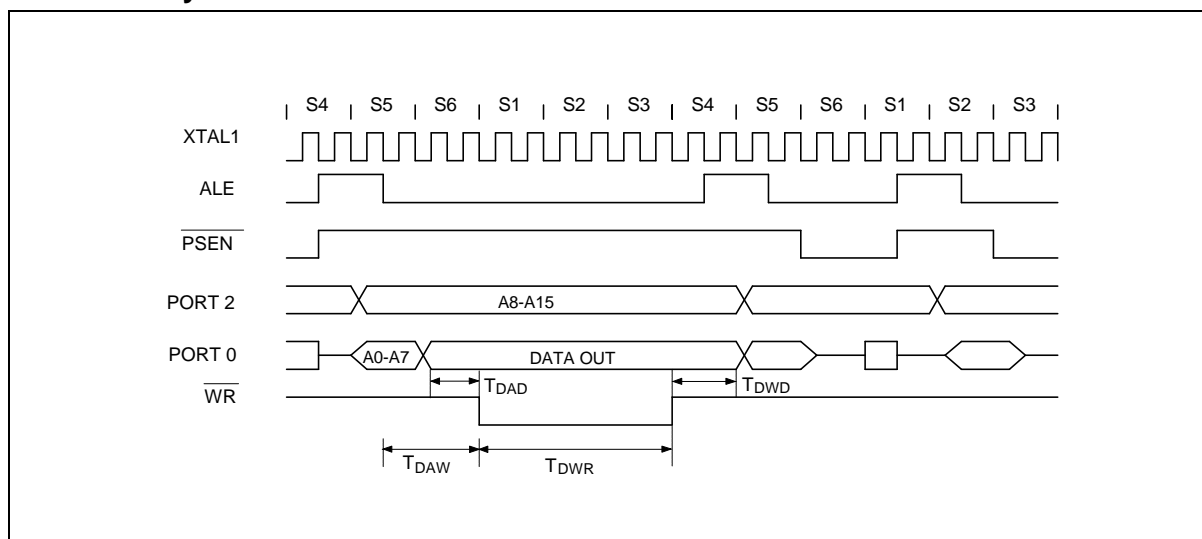 S4 S5 S6 S1 S2 S3 S4 S5 S6 S1 S2 S3
XTAL1
ALE
PSEN
PORT 2 A8-A15
PORT 0 A0-A7 DATA OUT
WR TDAD TDWD
TDAW TDWR